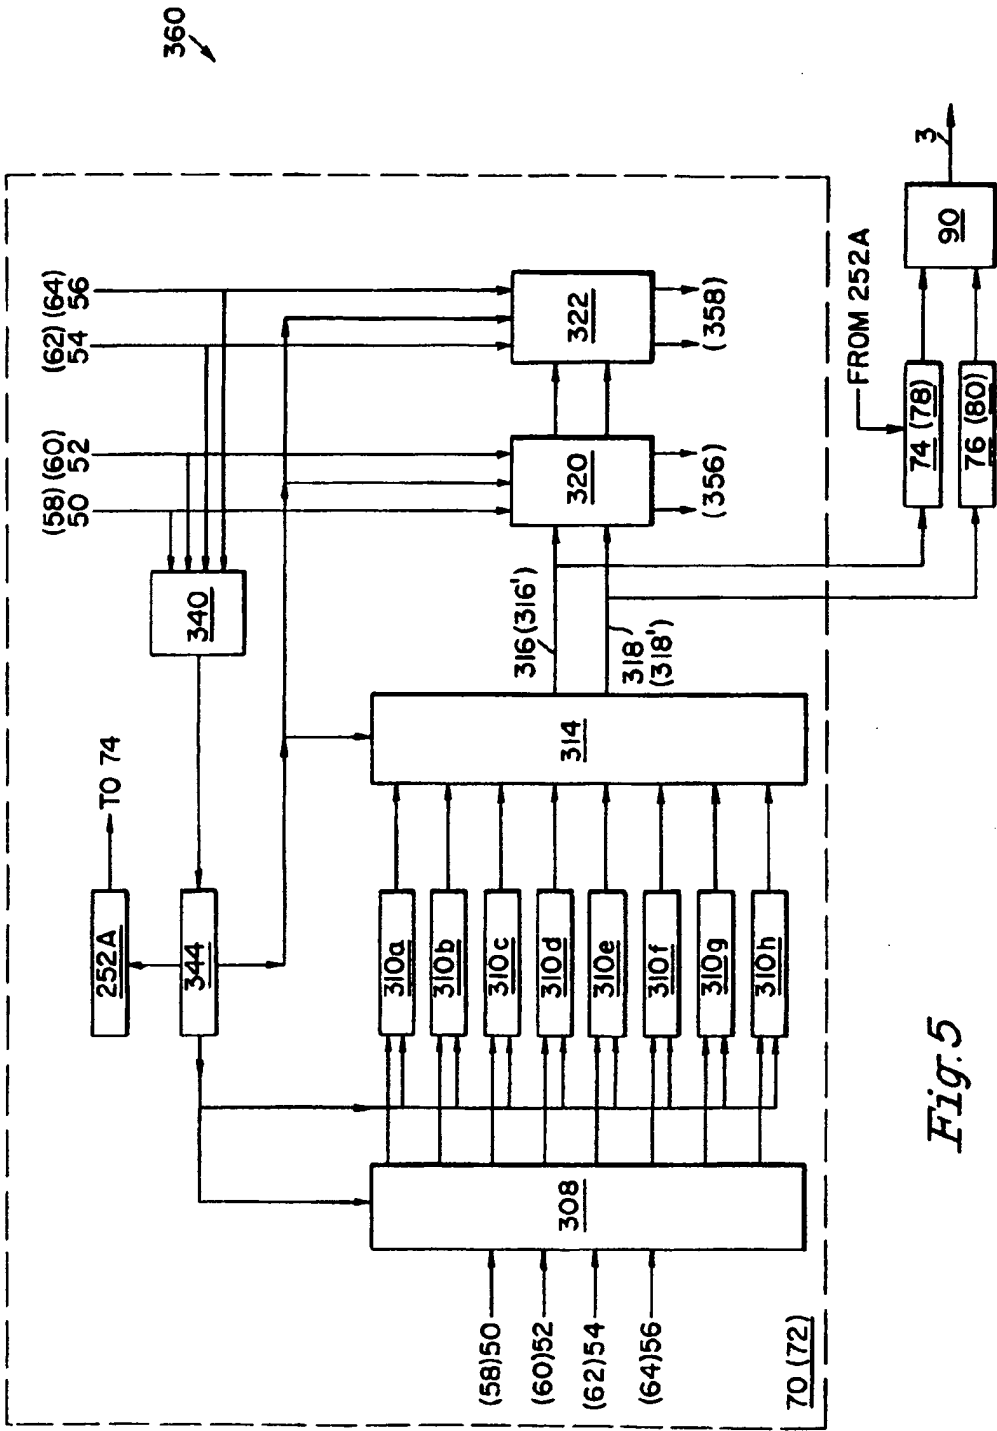 360
(58) (60) (62) (64)
50 52 54 56
340
TO 74
252A
344
322
(358)
320
(356)
316(316')
318
(318')
314
310a
310b
310c
310d
310e
310f
310g
310h
308
(58)50
(60)52
(62)54
(64)56
70 (72)
FROM 252A
74 (78)
76 (80)
90
3
Fig. 5